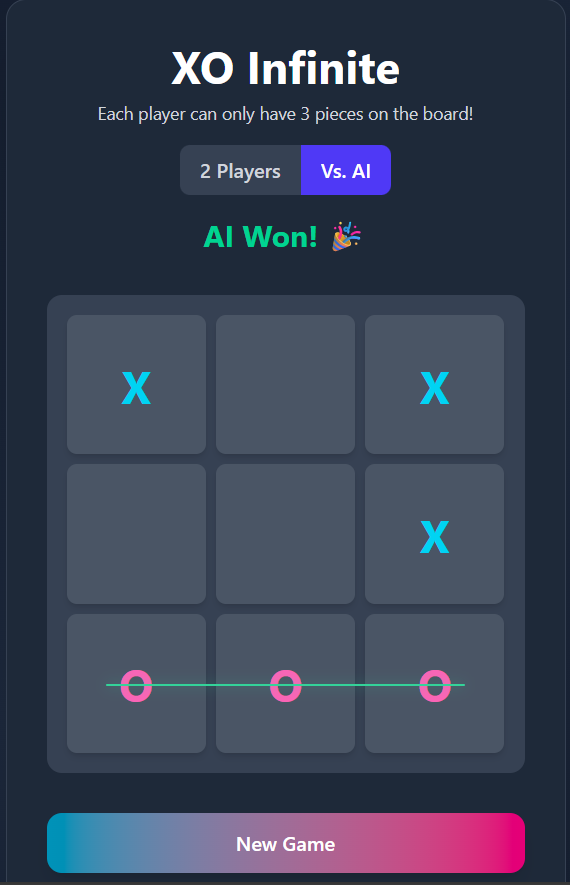 XO Infinite
Each player can only have 3 pieces on the board!
2 Players Vs. AI
AI Won! 🎉
X X
X
O O O
New Game